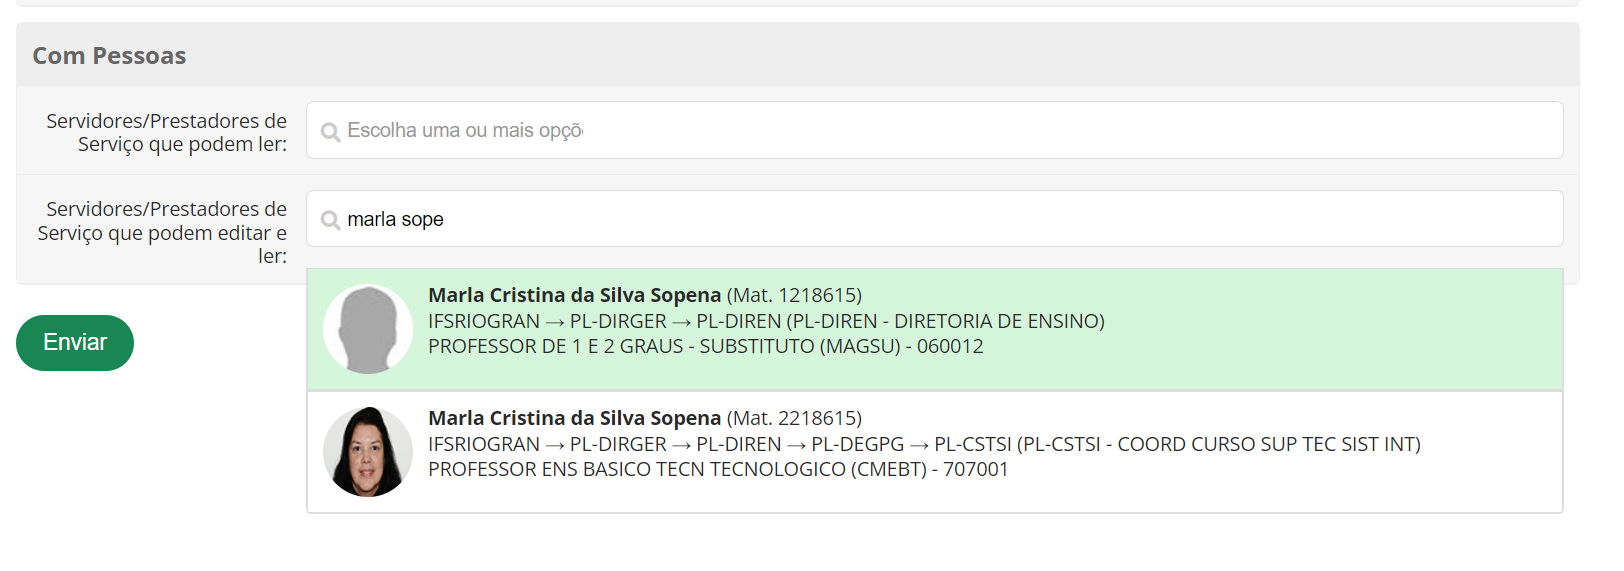 Com Pessoas
Servidores/Prestadores de
Serviço que podem ler:
Escolha uma ou mais opçõ
Servidores/Prestadores de
Serviço que podem editar e
ler:
marla sope
Marla Cristina da Silva Sopena (Mat. 1218615)
IFSRIOGRAN → PL-DIRGER → PL-DIREN (PL-DIREN - DIRETORIA DE ENSINO)
PROFESSOR DE 1 E 2 GRAUS - SUBSTITUTO (MAGSU) - 060012
Enviar
Marla Cristina da Silva Sopena (Mat. 2218615)
IFSRIOGRAN → PL-DIRGER → PL-DIREN → PL-DEGPG → PL-CSTSI (PL-CSTSI - COORD CURSO SUP TEC SIST INT)
PROFESSOR ENS BASICO TECN TECNOLOGICO (CMEBT) - 707001